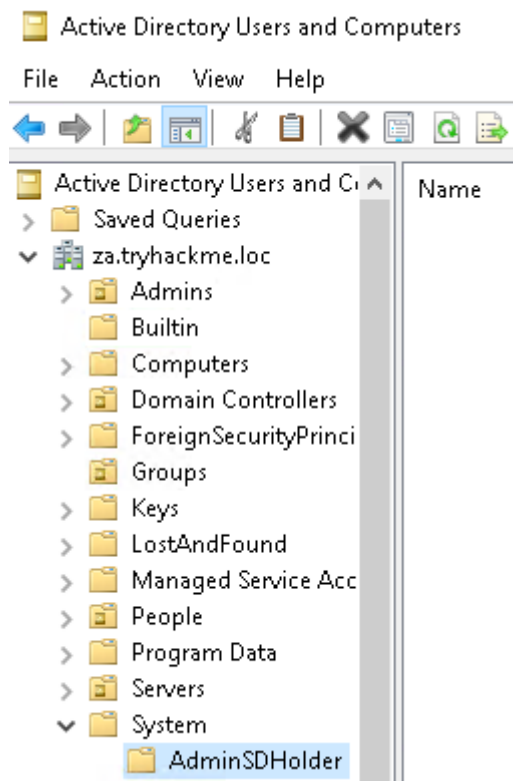 Active Directory Users and Computers
File Action View Help
Active Directory Users and C
Name
Saved Queries
za.tryhackme.loc
Admins
Builtin
Computers
Domain Controllers
ForeignSecurityPrinci
Groups
Keys
LostAndFound
Managed Service Acc
People
Program Data
Servers
System
AdminSDHolder